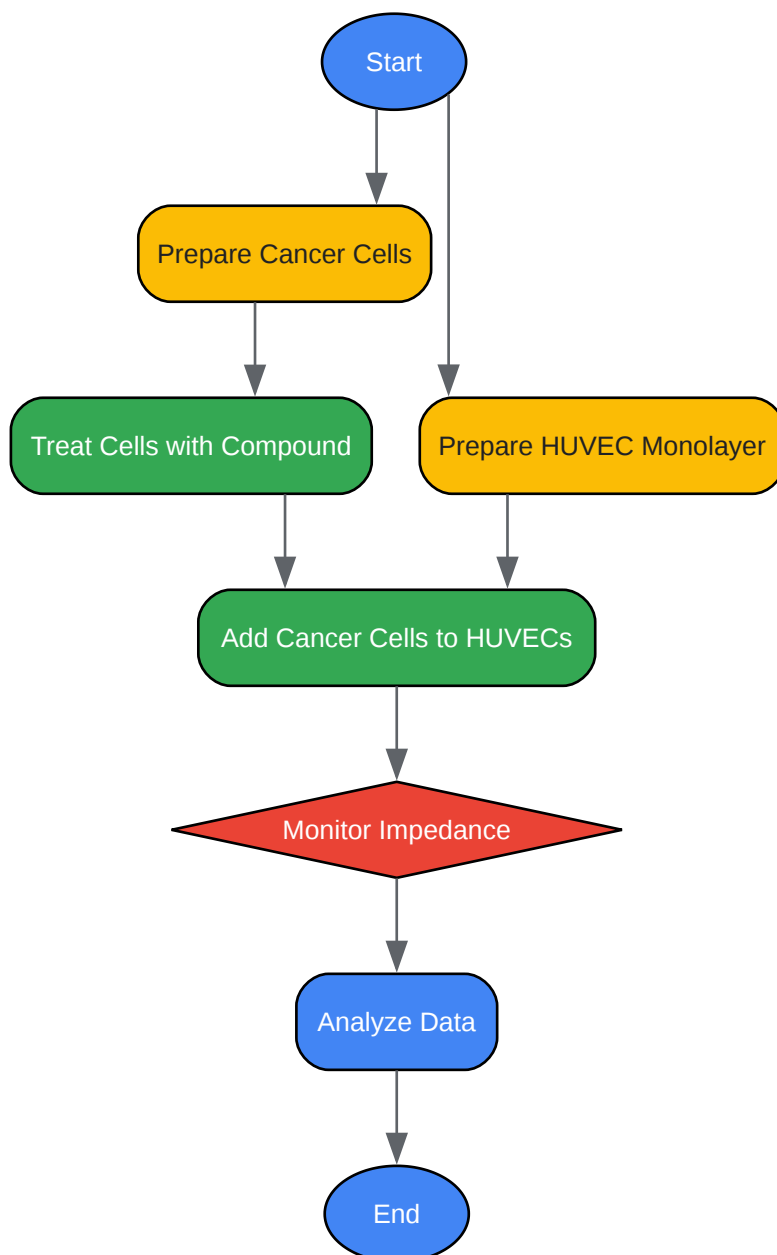 Start
Prepare Cancer Cells
Treat Cells with Compound
Prepare HUVEC Monolayer
Add Cancer Cells to HUVECs
Monitor Impedance
Analyze Data
End